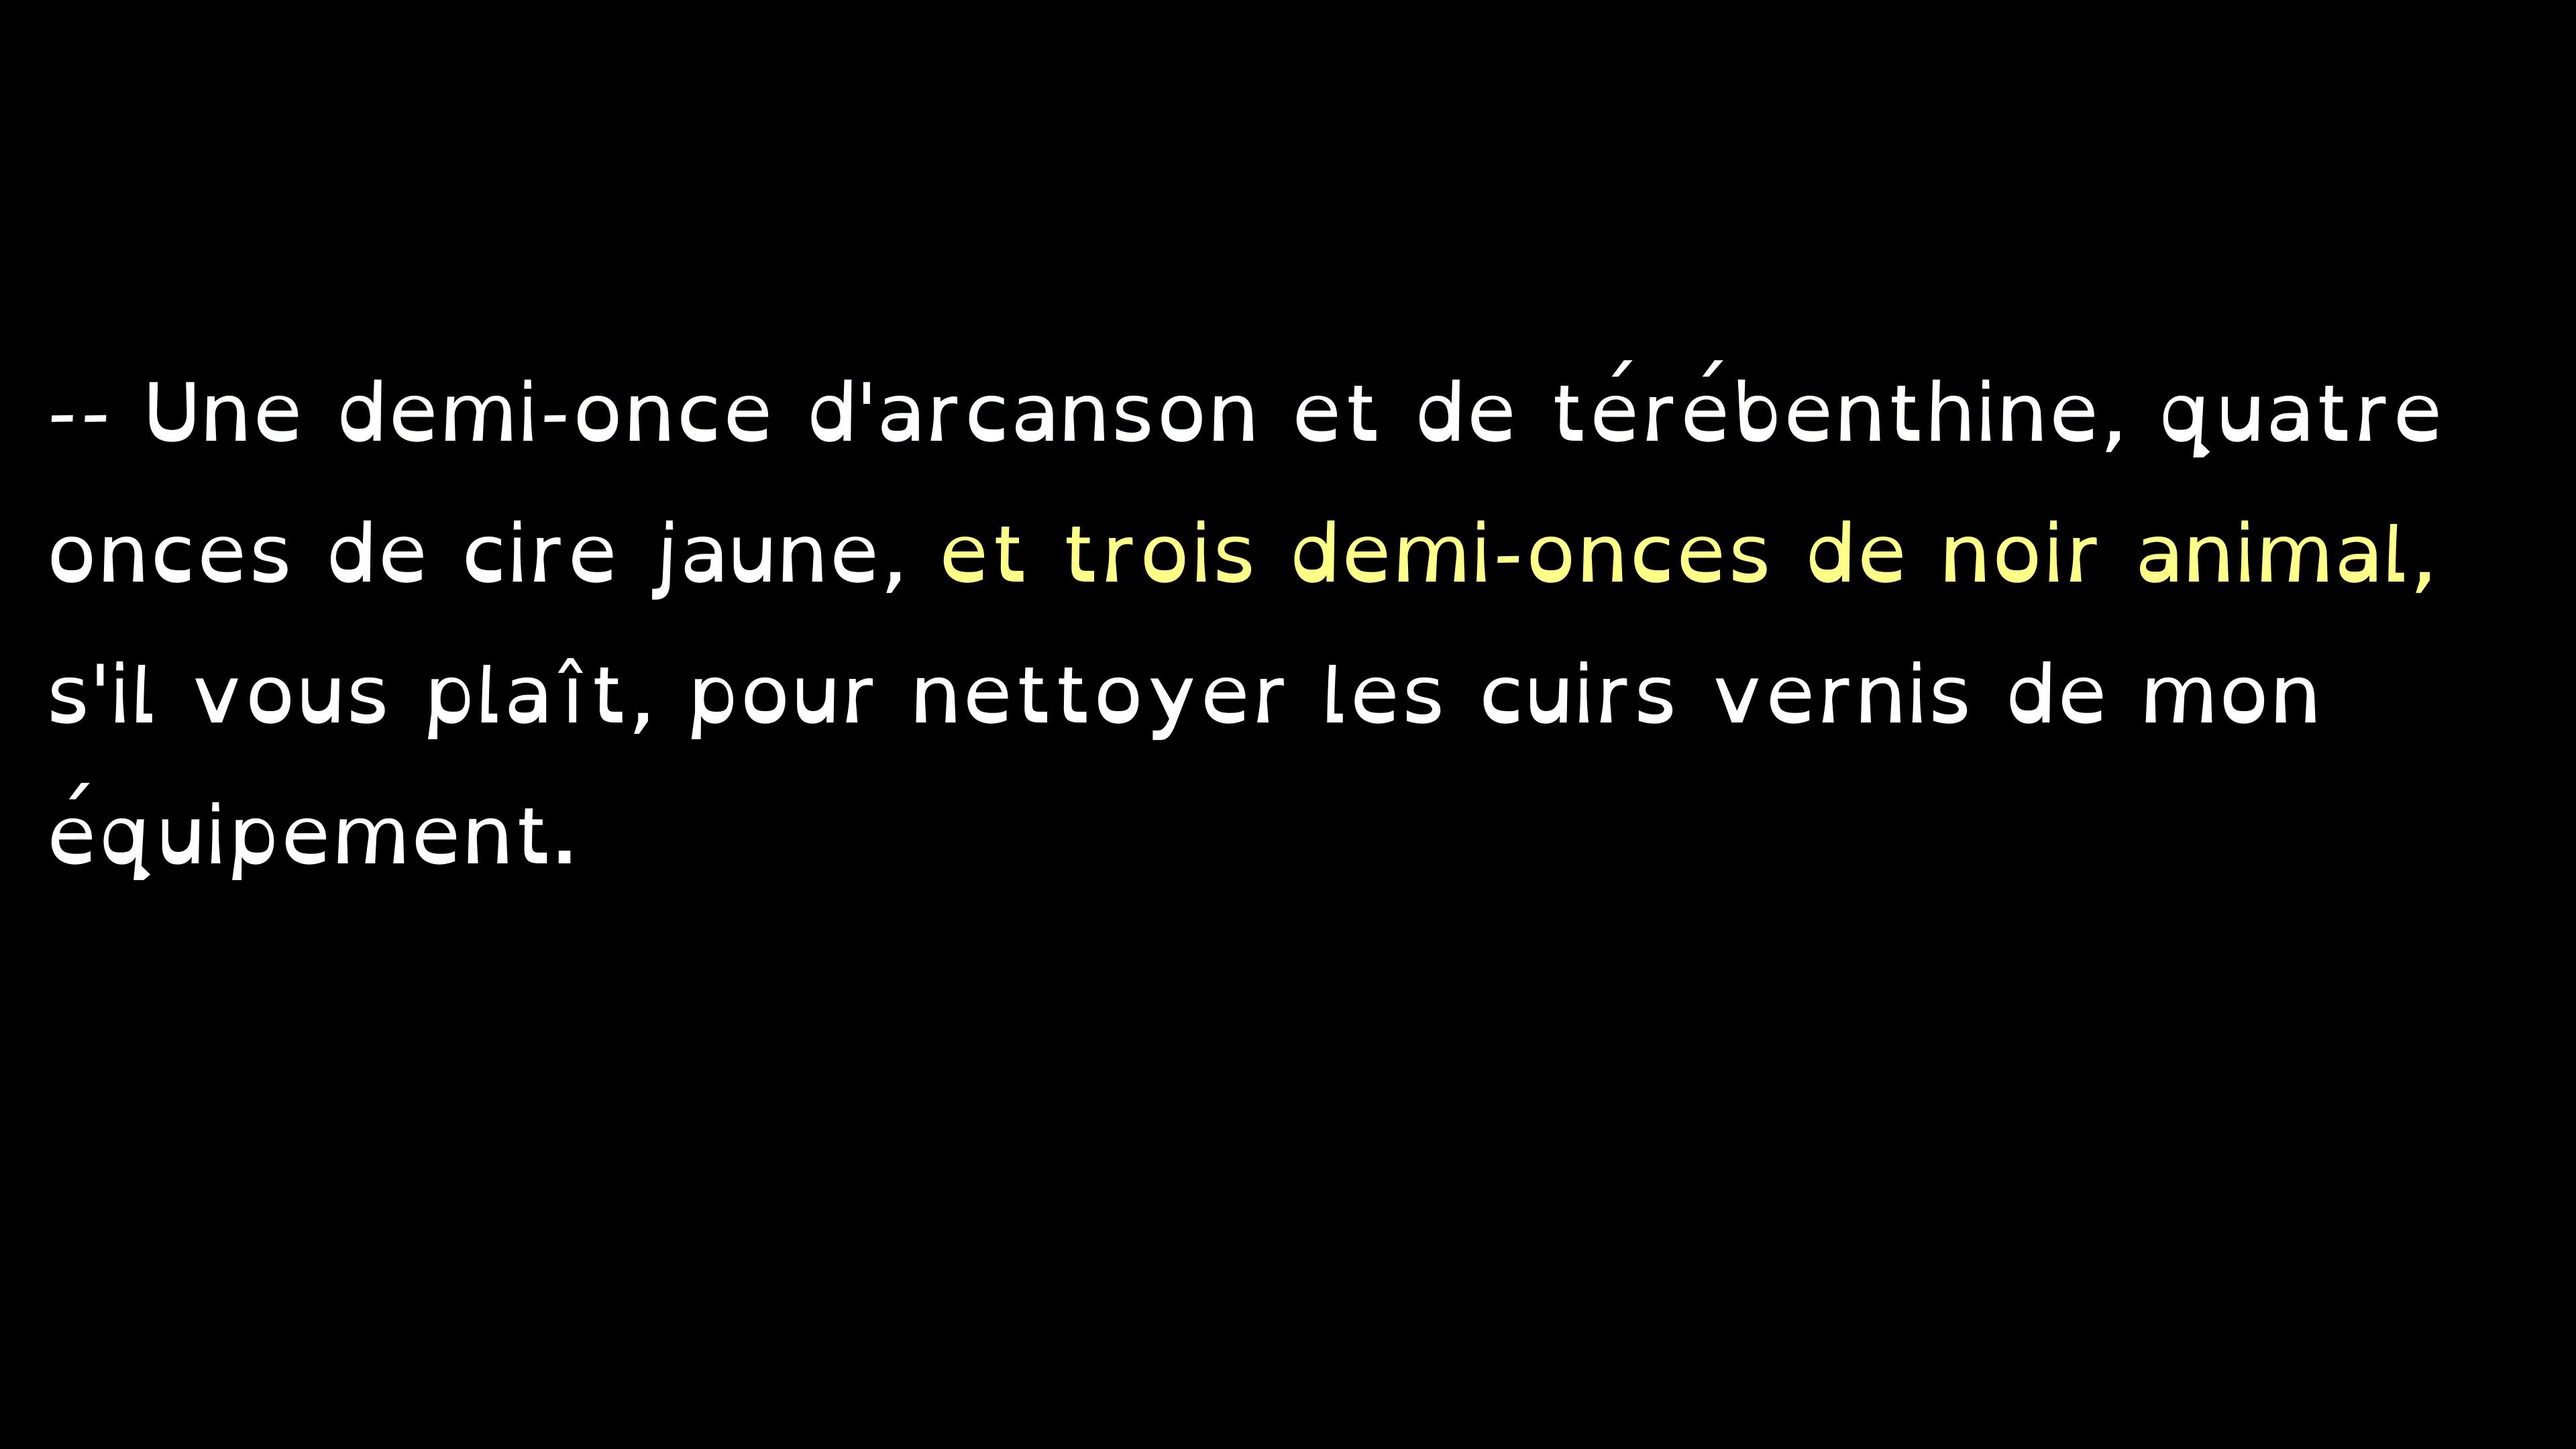 -- Une demi-once d'arcanson et de térébenthine, quatre
onces de cire jaune, et trois demi-onces de noir animal,
s'il vous plaît, pour nettoyer les cuirs vernis de mon
équipement.